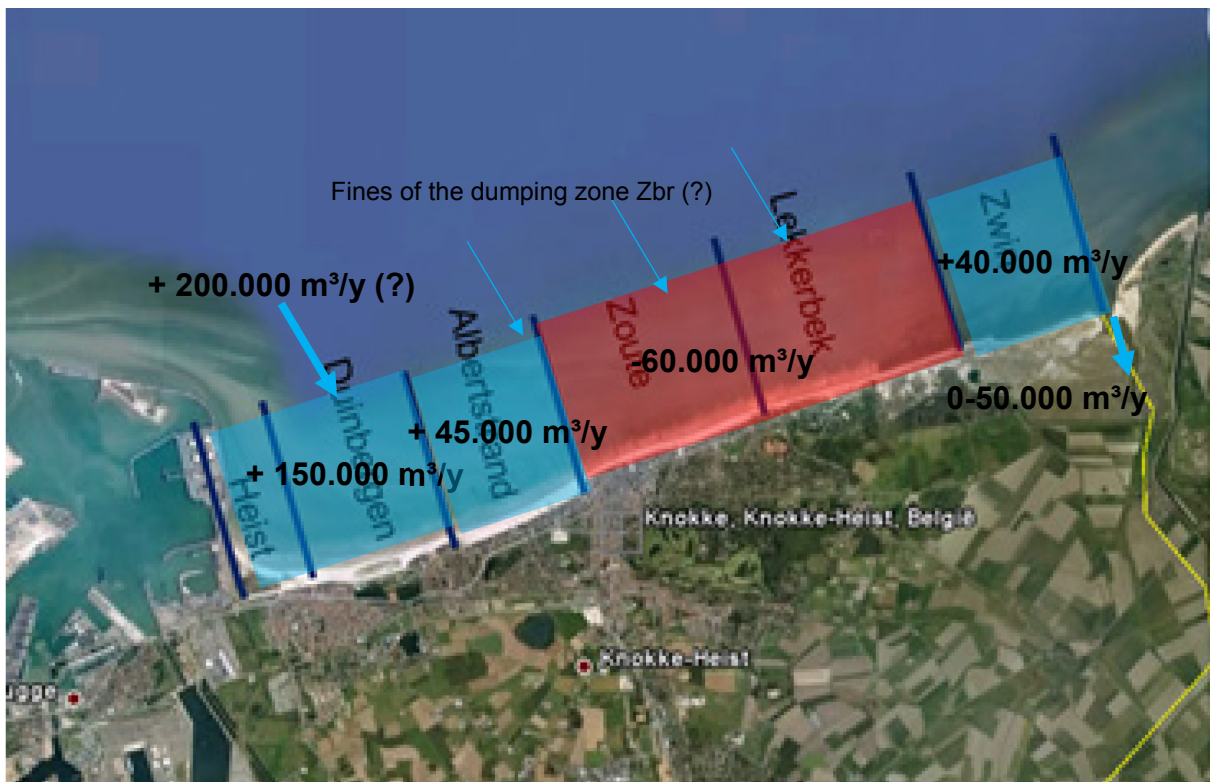 Fines of the dumping zone Zbr (?)
+ 200.000 m³/y (?)
Lekkerbek
Zwin
+40.000 m³/y
Zoute
Albertstrand
Duinbergen
-60.000 m³/y
0-50.000 m³/y
+ 45.000 m³/y
+ 150.000 m³/y
Heist
Knokke, Knokke-Heist, België
Knokke-Heist
ugge